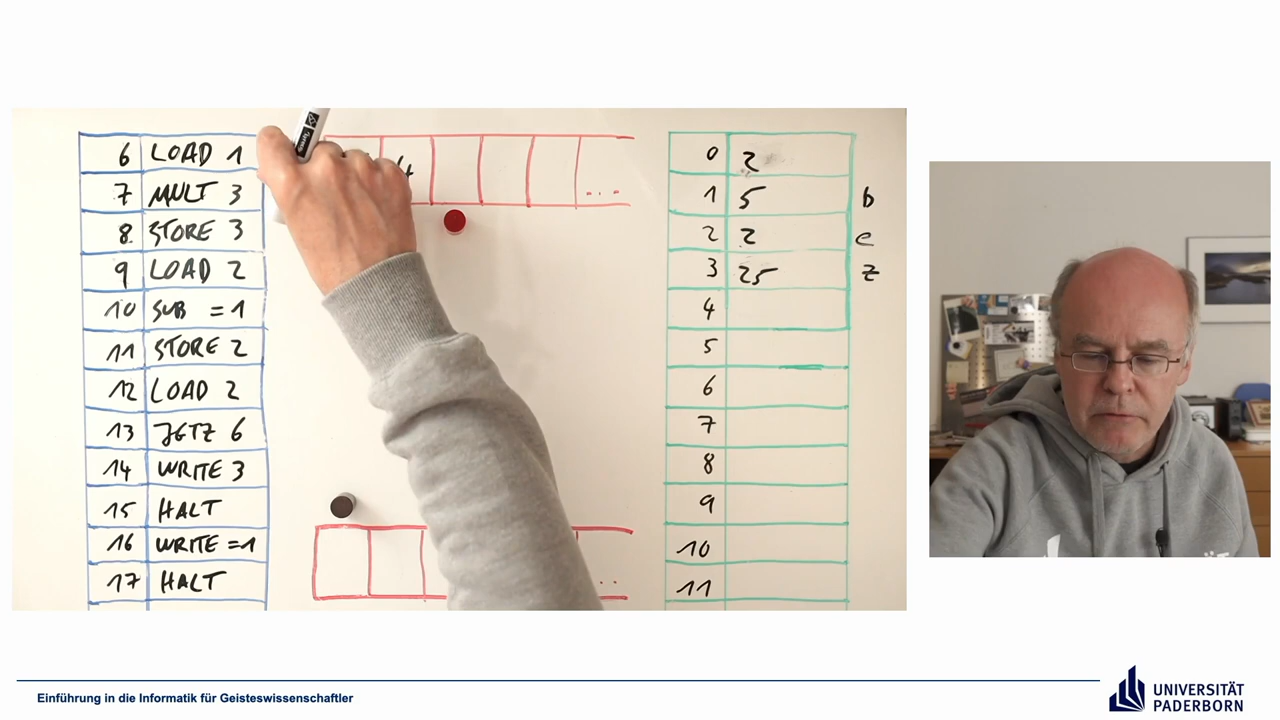 6 LOAD 1
7 MULT 3
8 STORE 3
9 LOAD 2
10 SUB =1
11 STORE 2
12 LOAD 2
13 JGTZ 6
14 WRITE 3
15 HALT
16 WRITE =1
17 HALT
4
...
0 2
1 5 b
2 2 e
3 25 z
4
5
6
7
8
9
10
11
Einführung in die Informatik für Geisteswissenschaftler
UNIVERSITÄT
PADERBORN